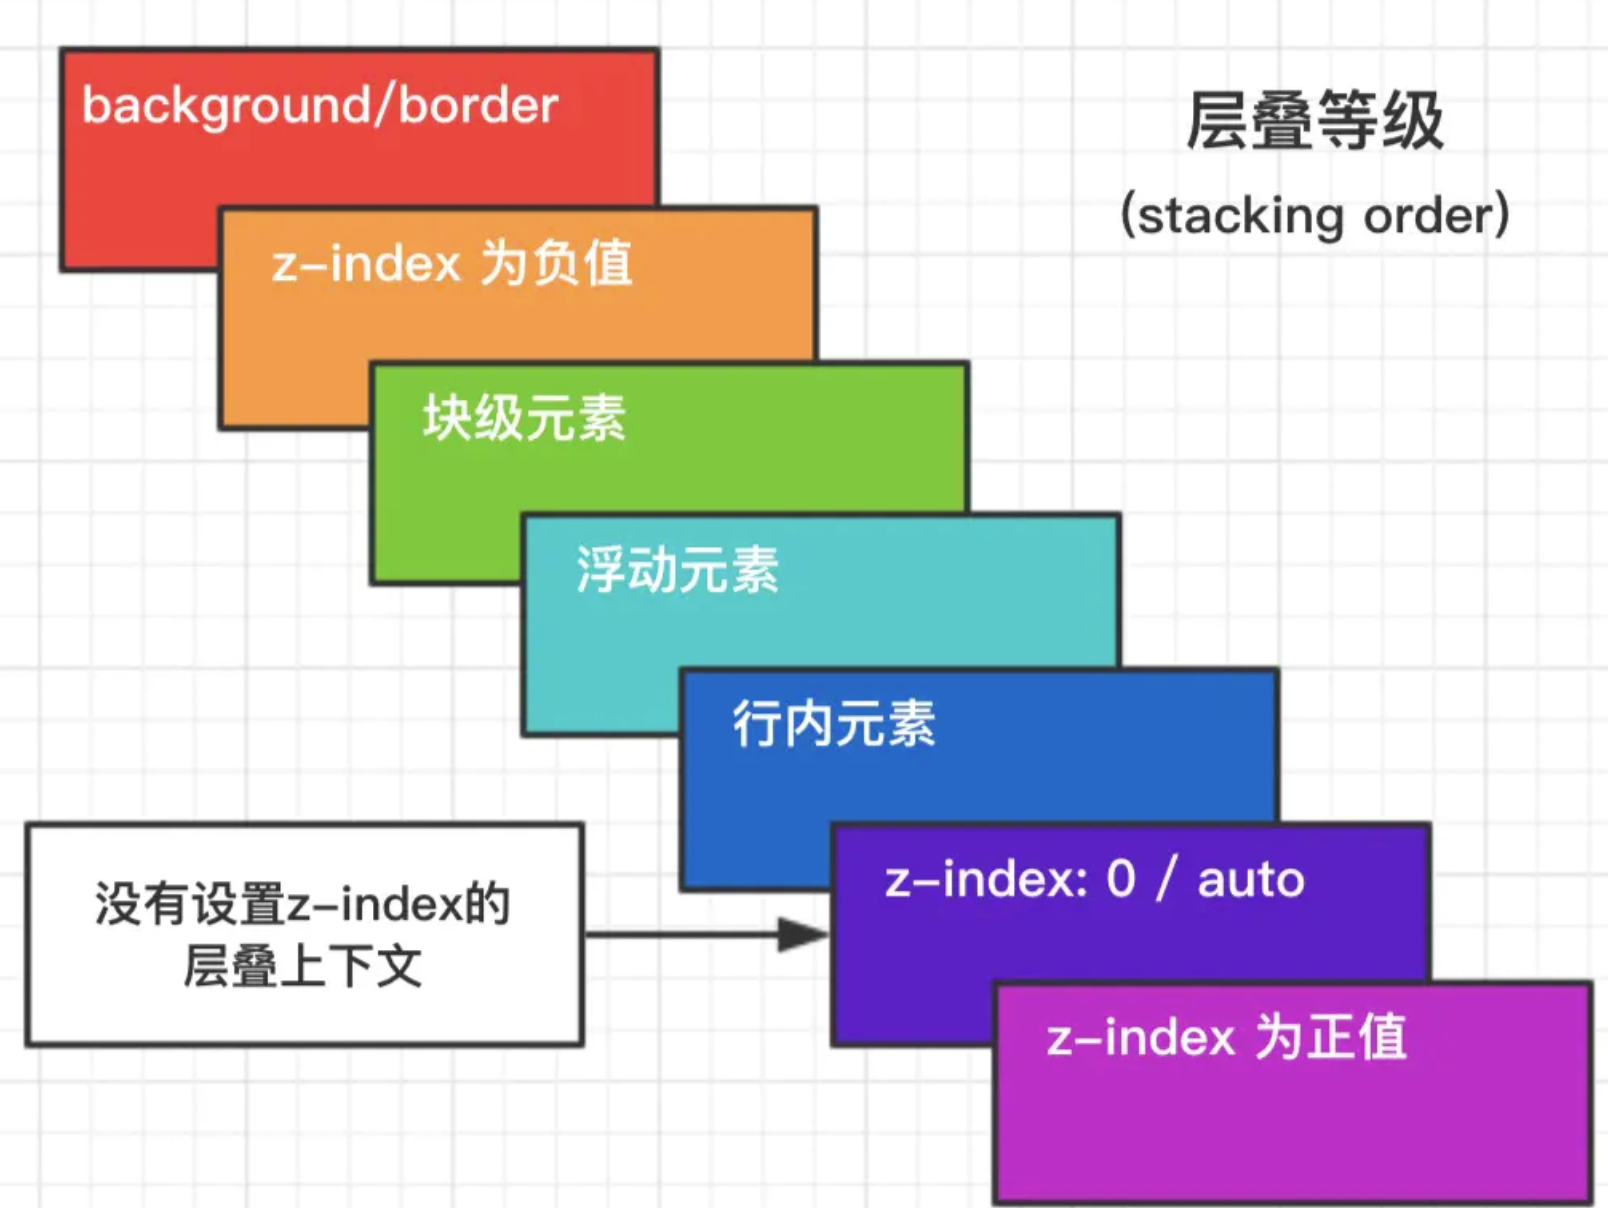 background/border
层叠等级
(stacking order)
z-index 为负值
块级元素
浮动元素
行内元素
没有设置z-index的
层叠上下文
z-index: 0 / auto
z-index 为正值